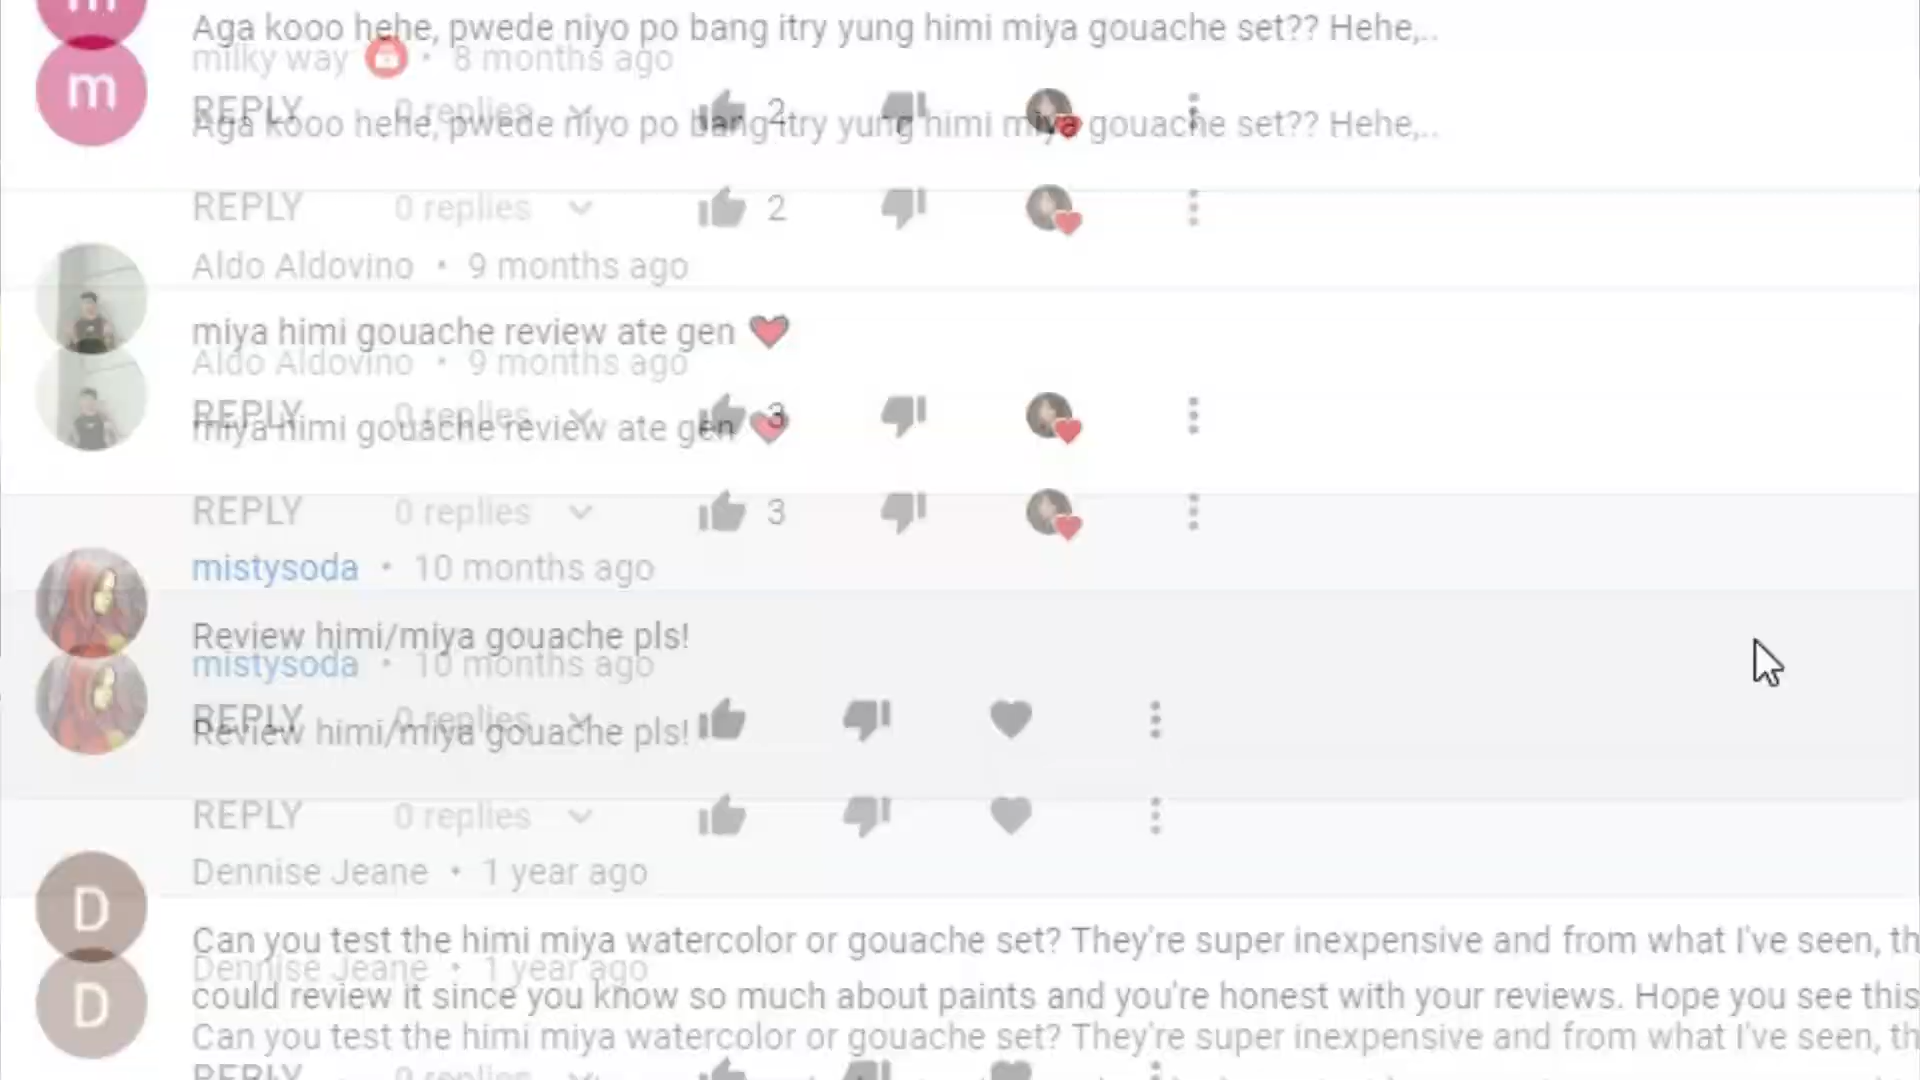 m
Aga kooo hehe, pwede niyo po bang itry yung himi miya gouache set?? Hehe,..
milky way • 8 months ago
m
REPLY 0 replies 2
Aga kooo hehe, pwede niyo po bang itry yung himi miya gouache set?? Hehe,..
REPLY 0 replies 2
Aldo Aldovino • 9 months ago
miya himi gouache review ate gen
Aldo Aldovino • 9 months ago
REPLY 0 replies 3
miya himi gouache review ate gen
REPLY 0 replies 3
mistysoda • 10 months ago
Review himi/miya gouache pls!
mistysoda • 10 months ago
REPLY 0 replies
Review himi/miya gouache pls!
REPLY 0 replies
Dennise Jeane • 1 year ago
D
Can you test the himi miya watercolor or gouache set? They're super inexpensive and from what I've seen, th
Dennise Jeane • 1 year ago
D
could review it since you know so much about paints and you're honest with your reviews. Hope you see this
Can you test the himi miya watercolor or gouache set? They're super inexpensive and from what I've seen, th
REPLY 0 replies